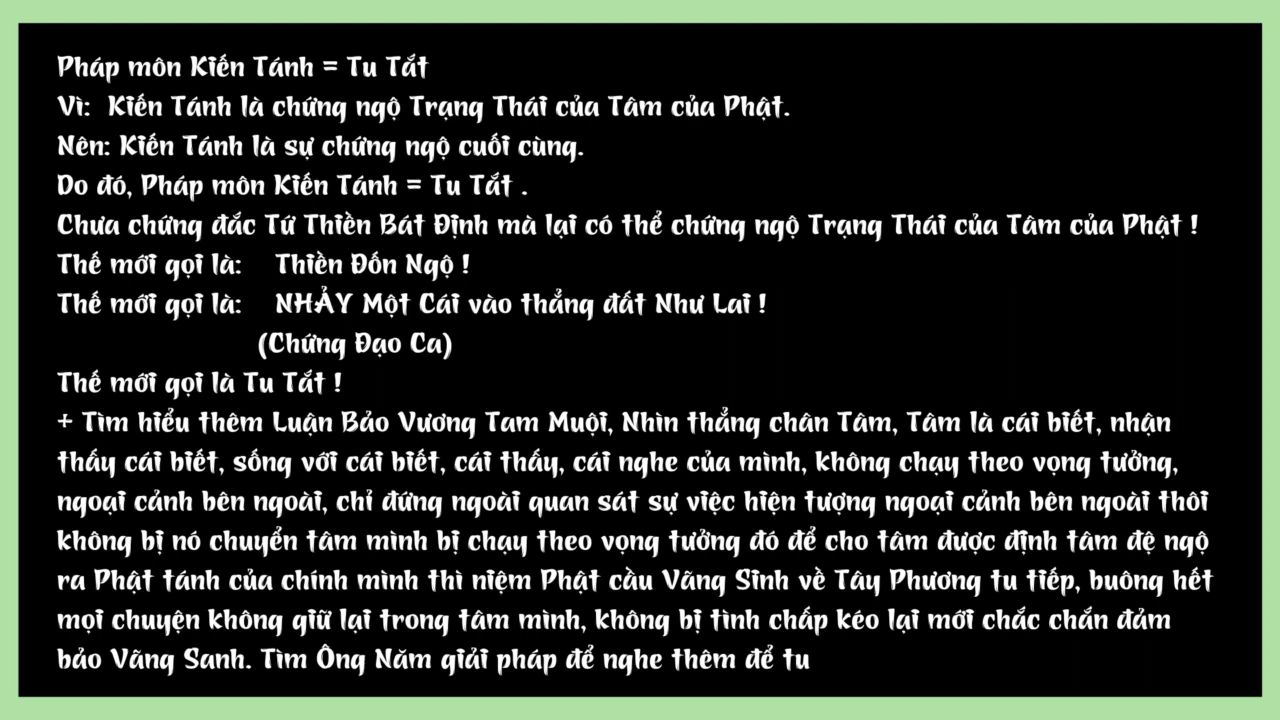 Pháp môn Kiến Tánh = Tu Tắt
Vì: Kiến Tánh là chứng ngộ Trạng Thái của Tâm của Phật.
Nên: Kiến Tánh là sự chứng ngộ cuối cùng.
Do đó, Pháp môn Kiến Tánh = Tu Tắt .
Chưa chứng đắc Tứ Thiền Bát Định mà lại có thể chứng ngộ Trạng Thái của Tâm của Phật !
Thế mới gọi là: Thiền Đốn Ngộ !
Thế mới gọi là: NHẢY Một Cái vào thẳng đất Như Lai !
(Chứng Đạo Ca)
Thế mới gọi là Tu Tắt !
+ Tìm hiểu thêm Luận Bảo Vương Tam Muội, Nhìn thẳng chân Tâm, Tâm là cái biết, nhận
thấy cái biết, sống với cái biết, cái thấy, cái nghe của mình, không chạy theo vọng tưởng,
ngoại cảnh bên ngoài, chỉ đứng ngoài quan sát sự việc hiện tượng ngoại cảnh bên ngoài thôi
không bị nó chuyển tâm mình bị chạy theo vọng tưởng đó để cho tâm được định tâm đệ ngộ
ra Phật tánh của chính mình thì niệm Phật cầu Vãng Sinh về Tây Phương tu tiếp, buông hết
mọi chuyện không giữ lại trong tâm mình, không bị tình chấp kéo lại mới chắc chắn đảm
bảo Vãng Sanh. Tìm Ông Năm giải pháp để nghe thêm để tu